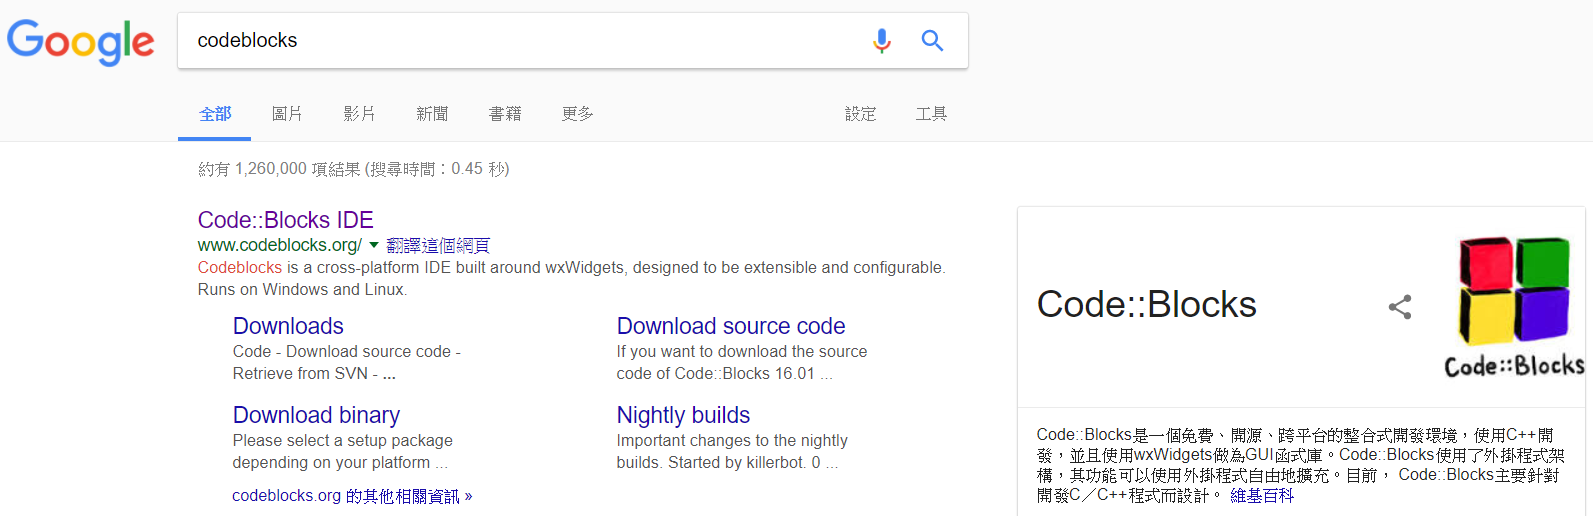 Google
codeblocks
全部 圖片 影片 新聞 書籍 更多 設定 工具
約有 1,260,000 項結果 (搜尋時間：0.45 秒)
Code::Blocks IDE
www.codeblocks.org/ 翻譯這個網頁
Codeblocks is a cross-platform IDE built around wxWidgets, designed to be extensible and configurable.
Runs on Windows and Linux.
Downloads
Code - Download source code -
Retrieve from SVN - ...
Download source code
If you want to download the source
code of Code::Blocks 16.01 ...
Download binary
Please select a setup package
depending on your platform ...
Nightly builds
Important changes to the nightly
builds. Started by killerbot. 0 ...
codeblocks.org 的其他相關資訊 »
Code::Blocks
Code::Blocks
Code::Blocks是一個免費、開源、跨平台的整合式開發環境，使用C++開
發，並且使用wxWidgets做為GUI函式庫。Code::Blocks使用了外掛程式架
構，其功能可以使用外掛程式自由地擴充。目前， Code::Blocks主要針對
開發C／C++程式而設計。 維基百科